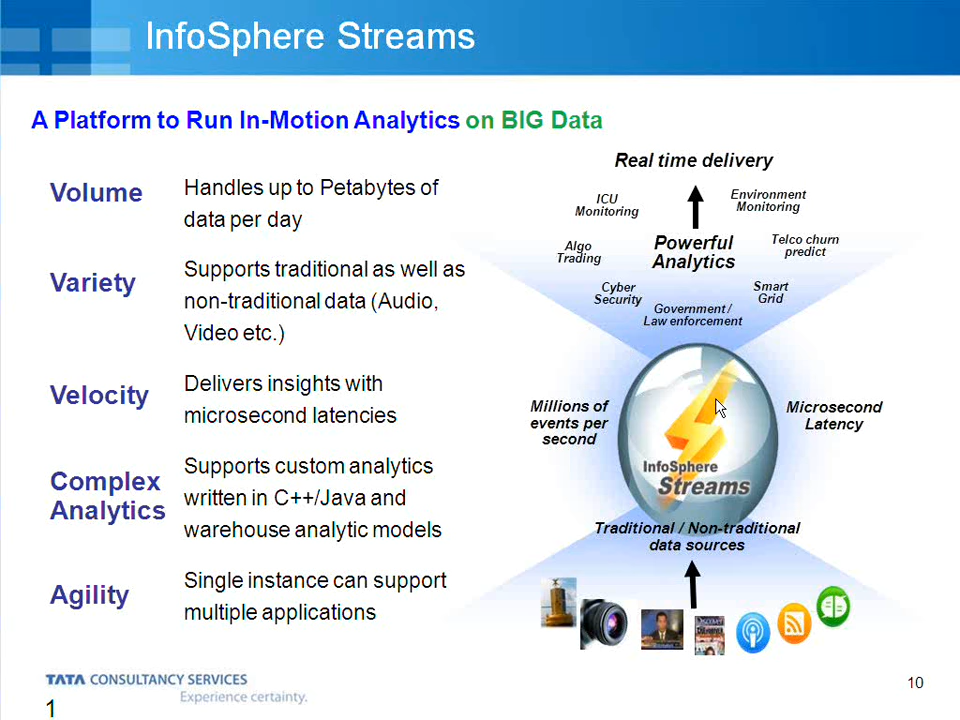 InfoSphere Streams
A Platform to Run In-Motion Analytics on BIG Data
Volume
Handles up to Petabytes of
data per day
Variety
Supports traditional as well as
non-traditional data (Audio,
Video etc.)
Velocity
Delivers insights with
microsecond latencies
Complex
Analytics
Supports custom analytics
written in C++/Java and
warehouse analytic models
Agility
Single instance can support
multiple applications
Real time delivery
ICU
Monitoring
Environment
Monitoring
Algo
Trading
Powerful
Analytics
Telco churn
predict
Cyber
Security
Smart
Grid
Government /
Law enforcement
Millions of
events per
second
Microsecond
Latency
InfoSphere
Streams
Traditional / Non-traditional
data sources
Discover
TATA CONSULTANCY SERVICES
Experience certainty.
10
1